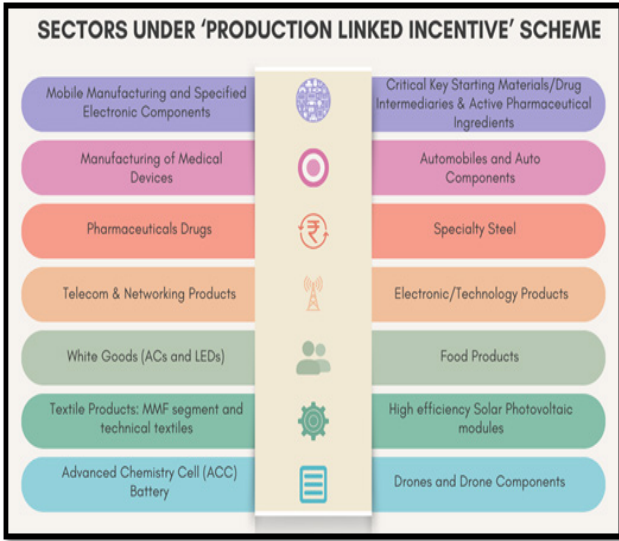 SECTORS UNDER 'PRODUCTION LINKED INCENTIVE' SCHEME
Mobile Manufacturing and Specified
Electronic Components
Critical Key Starting Materials/Drug
Intermediaries & Active Pharmaceutical
Ingredients
Manufacturing of Medical
Devices
Automobiles and Auto
Components
Pharmaceuticals Drugs
₹
Specialty Steel
Telecom & Networking Products
Electronic/Technology Products
White Goods (ACs and LEDs)
Food Products
Textile Products: MMF segment and
technical textiles
High efficiency Solar Photovoltaic
modules
Advanced Chemistry Cell (ACC)
Battery
Drones and Drone Components